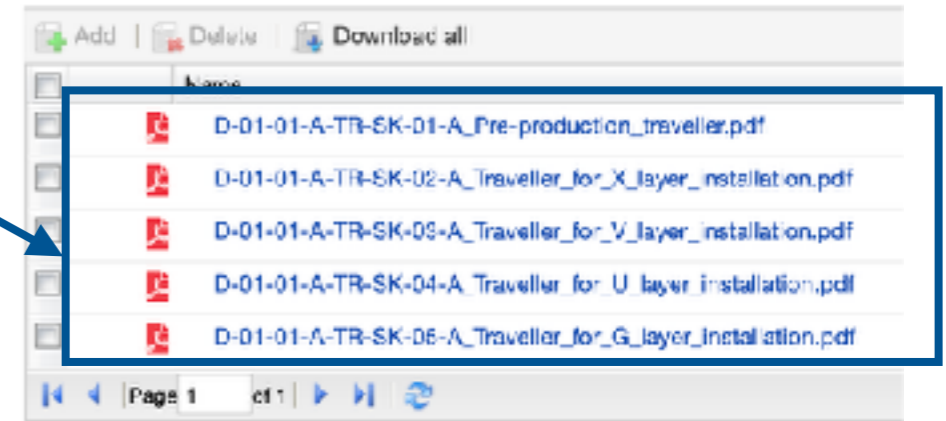 Add | Delete Download all
Name
D-01-01-A-TR-SK-01-A_Pre-production_traveller.pdf
D-01-01-A-TR-SK-02-A_Traveller_for_X_layer_installation.pdf
D-01-01-A-TR-SK-03-A_Traveller_for_V_layer_installation.pdf
D-01-01-A-TR-SK-04-A_Traveller_for_U_layer_installation.pdf
D-01-01-A-TR-SK-05-A_Traveller_for_G_layer_installation.pdf
Page 1 of 1